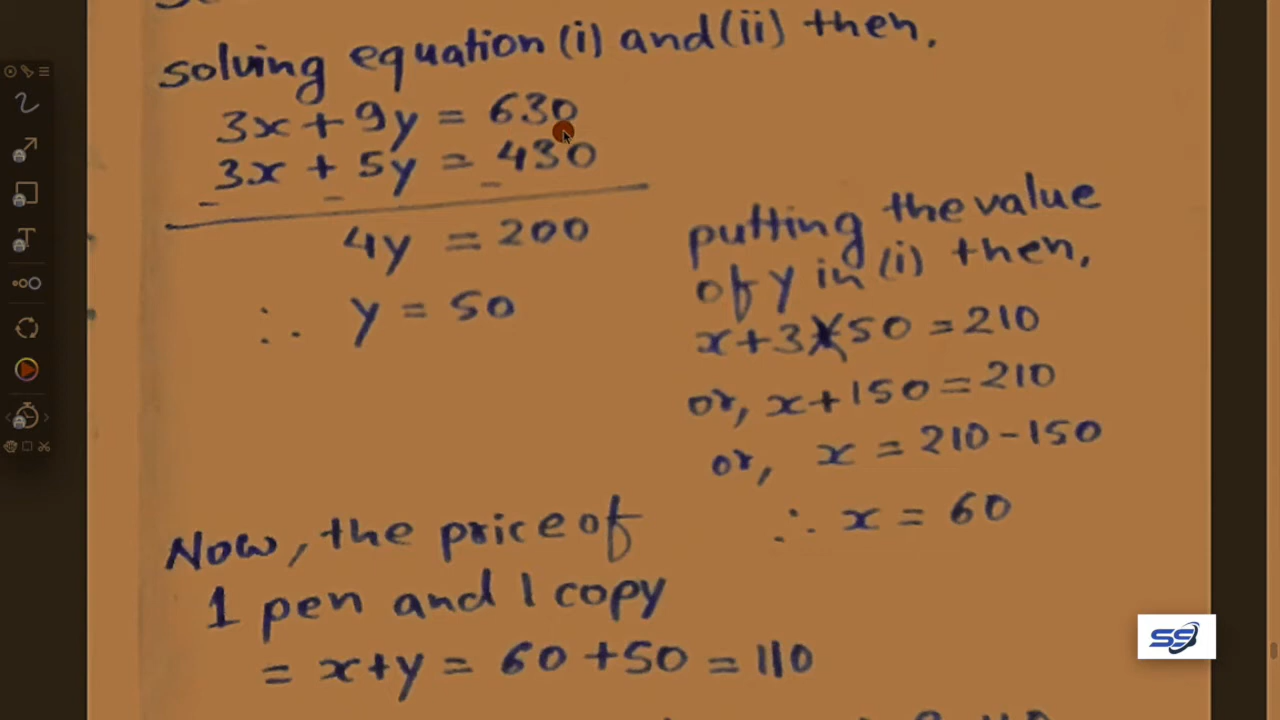 solving equation (i) and (ii) then,
3x + 9y = 630
3x + 5y = 430
- - -
4y = 200
∴ y = 50
putting the value
of y in (i) then,
x + 3 × 50 = 210
or, x + 150 = 210
or, x = 210 - 150
∴ x = 60
Now, the price of
1 pen and 1 copy
= x + y = 60 + 50 = 110